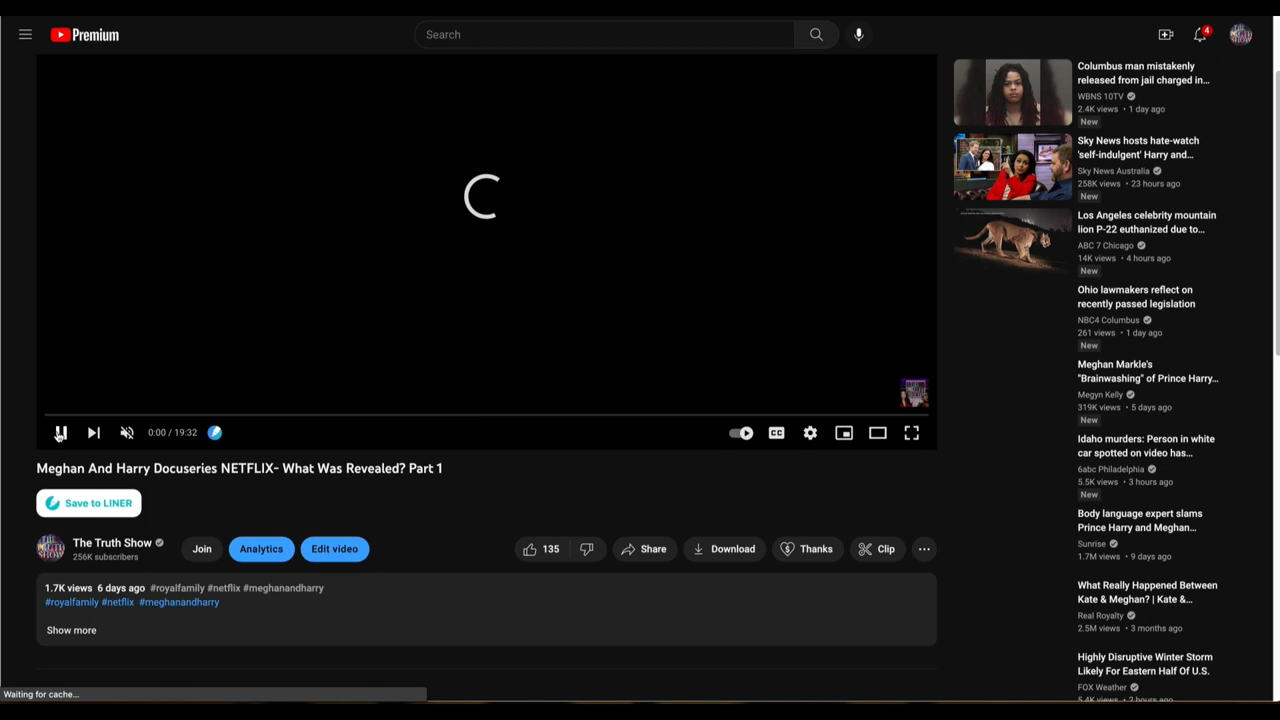 Premium
Search
4
0:00 / 19:32
CC
Meghan And Harry Docuseries NETFLIX- What Was Revealed? Part 1
Save to LINER
The Truth Show
256K subscribers
Join
Analytics
Edit video
135
Share
Download
Thanks
Clip
1.7K views 6 days ago #royalfamily #netflix #meghanandharry
#royalfamily #netflix #meghanandharry
Show more
Waiting for cache...
Columbus man mistakenly
released from jail charged in...
WBNS 10TV
2.4K views • 1 day ago
New
Sky News hosts hate-watch
'self-indulgent' Harry and...
Sky News Australia
258K views • 23 hours ago
New
Los Angeles celebrity mountain
lion P-22 euthanized due to...
ABC 7 Chicago
14K views • 4 hours ago
New
Ohio lawmakers reflect on
recently passed legislation
NBC4 Columbus
261 views • 1 day ago
New
Meghan Markle's
"Brainwashing" of Prince Harry...
Megyn Kelly
319K views • 5 days ago
New
Idaho murders: Person in white
car spotted on video has...
6abc Philadelphia
5.5K views • 3 hours ago
New
Body language expert slams
Prince Harry and Meghan...
Sunrise
1.7M views • 9 days ago
What Really Happened Between
Kate & Meghan? | Kate &...
Real Royalty
2.5M views • 3 months ago
Highly Disruptive Winter Storm
Likely For Eastern Half Of U.S.
FOX Weather
5.4K views • 2 hours ago